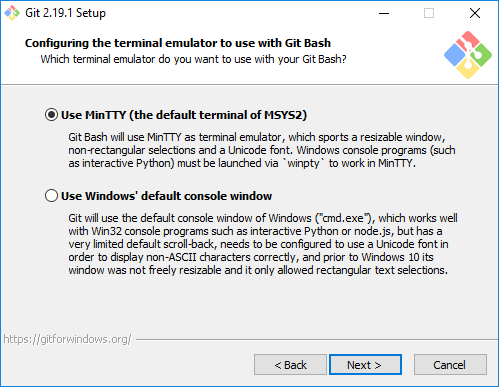 Git 2.19.1 Setup
Configuring the terminal emulator to use with Git Bash
Which terminal emulator do you want to use with your Git Bash?
Use MinTTY (the default terminal of MSYS2)
Git Bash will use MinTTY as terminal emulator, which sports a resizable window,
non-rectangular selections and a Unicode font. Windows console programs (such
as interactive Python) must be launched via `winpty` to work in MinTTY.
Use Windows' default console window
Git will use the default console window of Windows ("cmd.exe"), which works well
with Win32 console programs such as interactive Python or node.js, but has a
very limited default scroll-back, needs to be configured to use a Unicode font in
order to display non-ASCII characters correctly, and prior to Windows 10 its
window was not freely resizable and it only allowed rectangular text selections.
https://gitforwindows.org/
< Back
Next >
Cancel